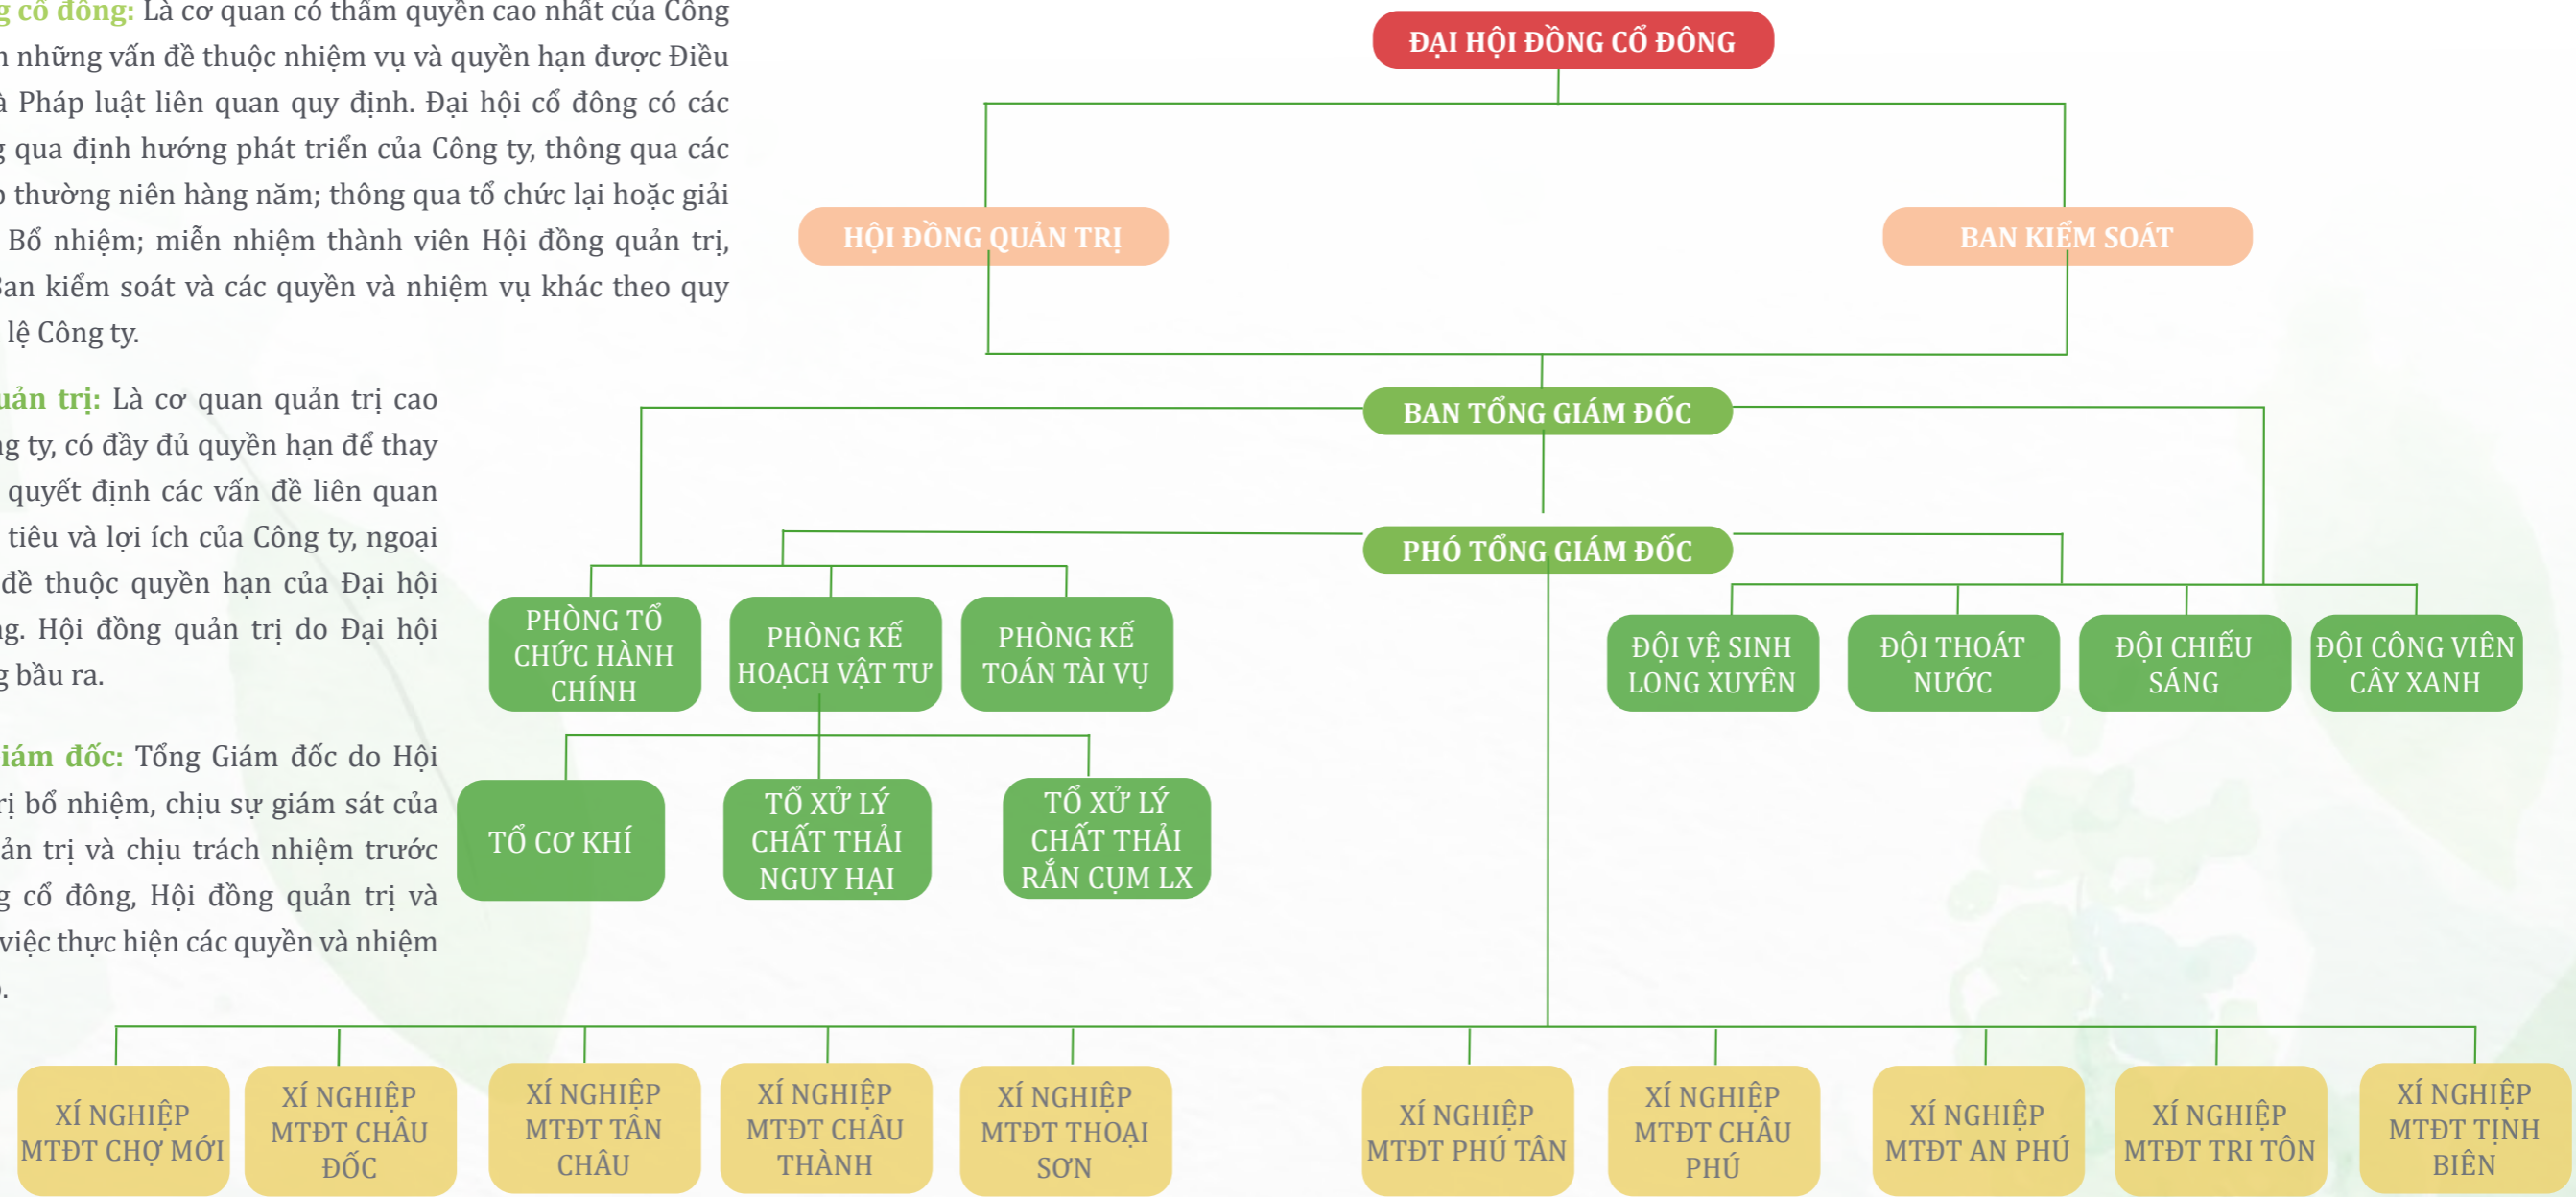 g cổ đông: Là cơ quan có thẩm quyền cao nhất của Công
n những vấn đề thuộc nhiệm vụ và quyền hạn được Điều
à Pháp luật liên quan quy định. Đại hội cổ đông có các
g qua định hướng phát triển của Công ty, thông qua các
thường niên hàng năm; thông qua tổ chức lại hoặc giải
Bổ nhiệm; miễn nhiệm thành viên Hội đồng quản trị,
Ban kiểm soát và các quyền và nhiệm vụ khác theo quy
lệ Công ty.
uản trị: Là cơ quan quản trị cao
ng ty, có đầy đủ quyền hạn để thay
quyết định các vấn đề liên quan
tiêu và lợi ích của Công ty, ngoại
đề thuộc quyền hạn của Đại hội
ng. Hội đồng quản trị do Đại hội
g bầu ra.
iám đốc: Tổng Giám đốc do Hội
rị bổ nhiệm, chịu sự giám sát của
ản trị và chịu trách nhiệm trước
g cổ đông, Hội đồng quản trị và
việc thực hiện các quyền và nhiệm
ĐẠI HỘI ĐỒNG CỔ ĐÔNG
HỘI ĐỒNG QUẢN TRỊ
BAN KIỂM SOÁT
BAN TỔNG GIÁM ĐỐC
PHÓ TỔNG GIÁM ĐỐC
PHÒNG TỔ
CHỨC HÀNH
CHÍNH
PHÒNG KẾ
HOẠCH VẬT TƯ
PHÒNG KẾ
TOÁN TÀI VỤ
ĐỘI VỆ SINH
LONG XUYÊN
ĐỘI THOÁT
NƯỚC
ĐỘI CHIẾU
SÁNG
ĐỘI CÔNG VIÊN
CÂY XANH
TỔ CƠ KHÍ
TỔ XỬ LÝ
CHẤT THẢI
NGUY HẠI
TỔ XỬ LÝ
CHẤT THẢI
RẮN CỤM LX
XÍ NGHIỆP
MTĐT CHỢ MỚI
XÍ NGHIỆP
MTĐT CHÂU
ĐỐC
XÍ NGHIỆP
MTĐT TÂN
CHÂU
XÍ NGHIỆP
MTĐT CHÂU
THÀNH
XÍ NGHIỆP
MTĐT THOẠI
SƠN
XÍ NGHIỆP
MTĐT PHÚ TÂN
XÍ NGHIỆP
MTĐT CHÂU
PHÚ
XÍ NGHIỆP
MTĐT AN PHÚ
XÍ NGHIỆP
MTĐT TRI TÔN
XÍ NGHIỆP
MTĐT TỊNH
BIÊN